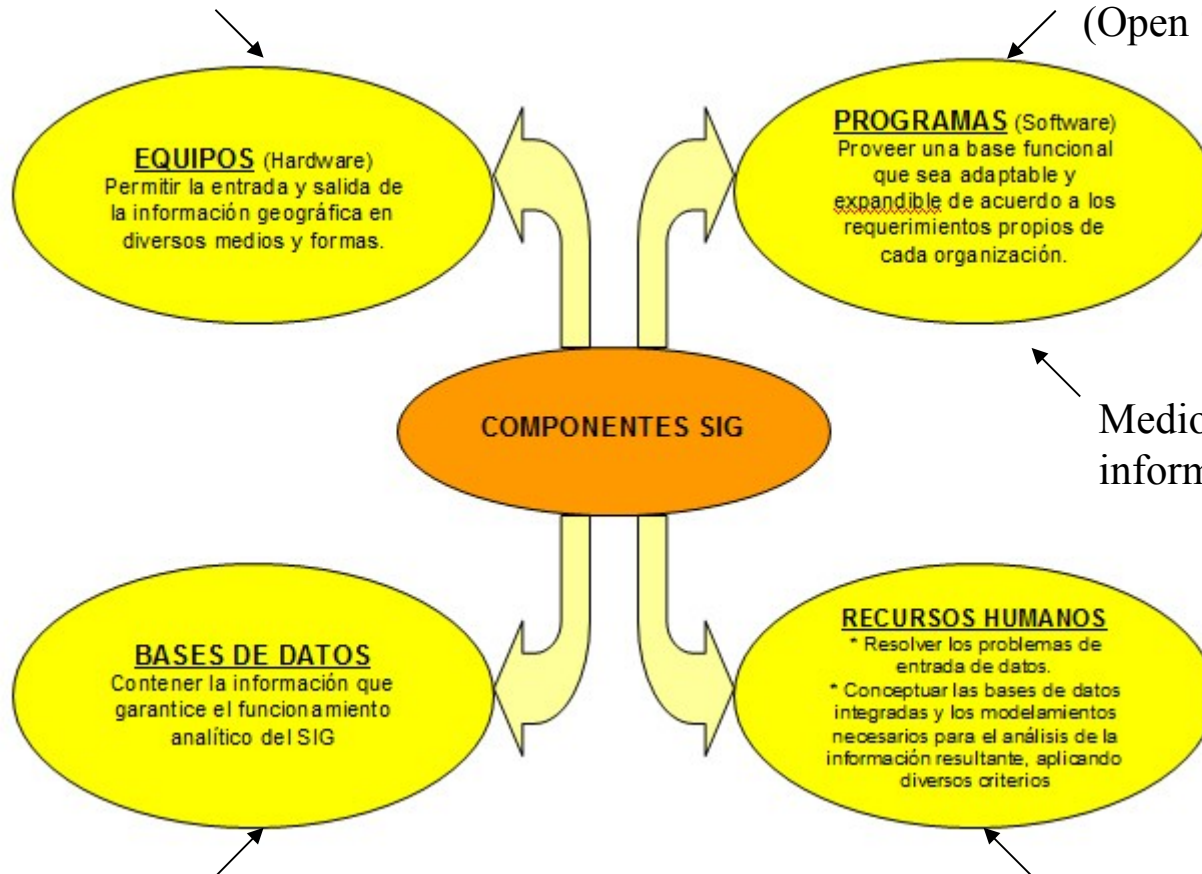 (Open
EQUIPOS (Hardware)
Permitir la entrada y salida de
la información geográfica en
diversos medios y formas.
PROGRAMAS (Software)
Proveer una base funcional
que sea adaptable y
expandible de acuerdo a los
requerimientos propios de
cada organización.
COMPONENTES SIG
Medio
inform
BASES DE DATOS
Contener la información que
garantice el funcionamiento
analítico del SIG
RECURSOS HUMANOS
* Resolver los problemas de
entrada de datos.
* Conceptuar las bases de datos
integradas y los modelamientos
necesarios para el análisis de la
información resultante, aplicando
diversos criterios